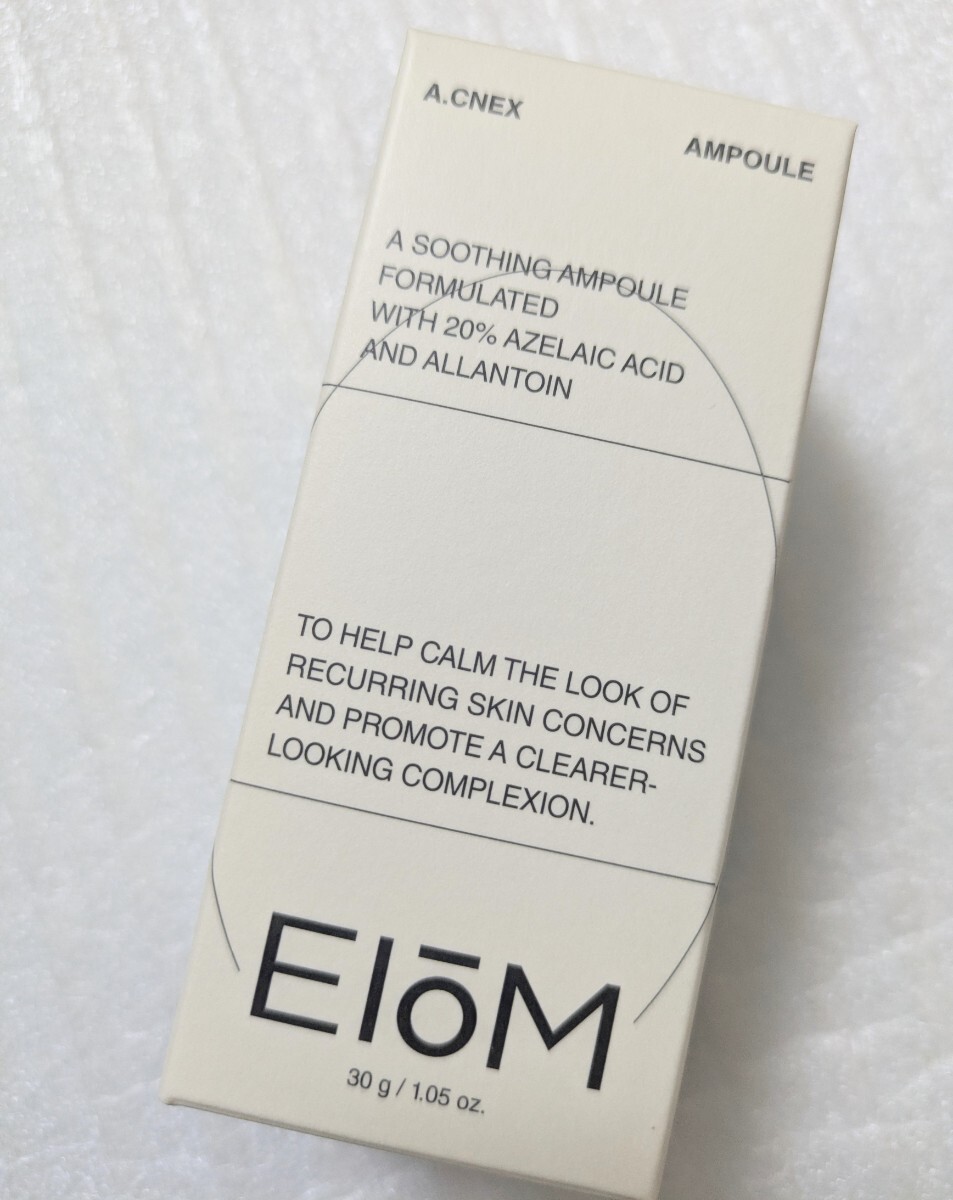 A.CNEX
AMPOULE
A SOOTHING AMPOULE
FORMULATED
WITH 20% AZELAIC ACID
AND ALLANTOIN
TO HELP CALM THE LOOK OF
RECURRING SKIN CONCERNS
AND PROMOTE A CLEARER-
LOOKING COMPLEXION.
ElōM
30 g / 1.05 oz.